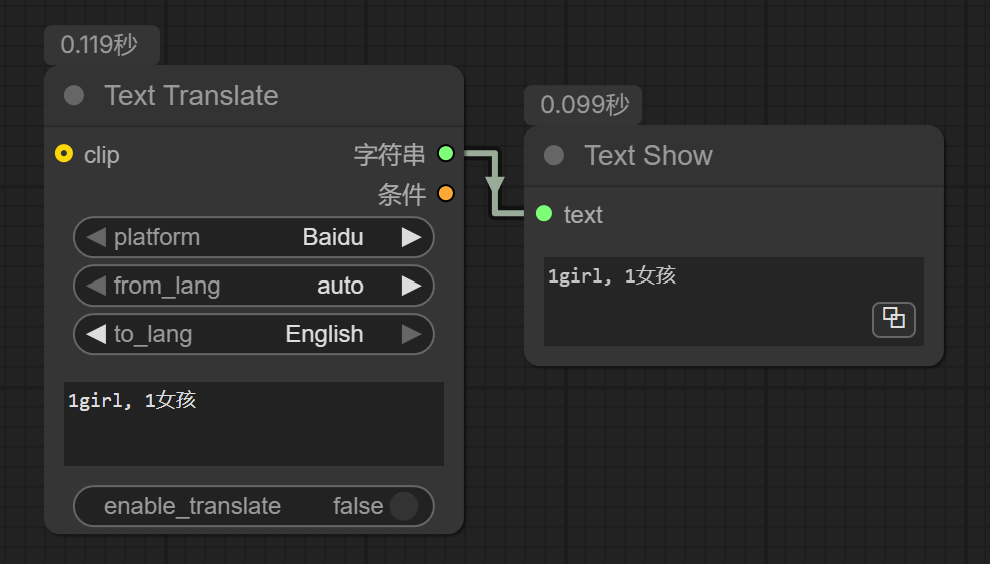 0.119秒
Text Translate
clip
字符串
条件
platform Baidu
from_lang auto
to_lang English
1girl, 1女孩
enable_translate false
0.099秒
Text Show
text
1girl, 1女孩